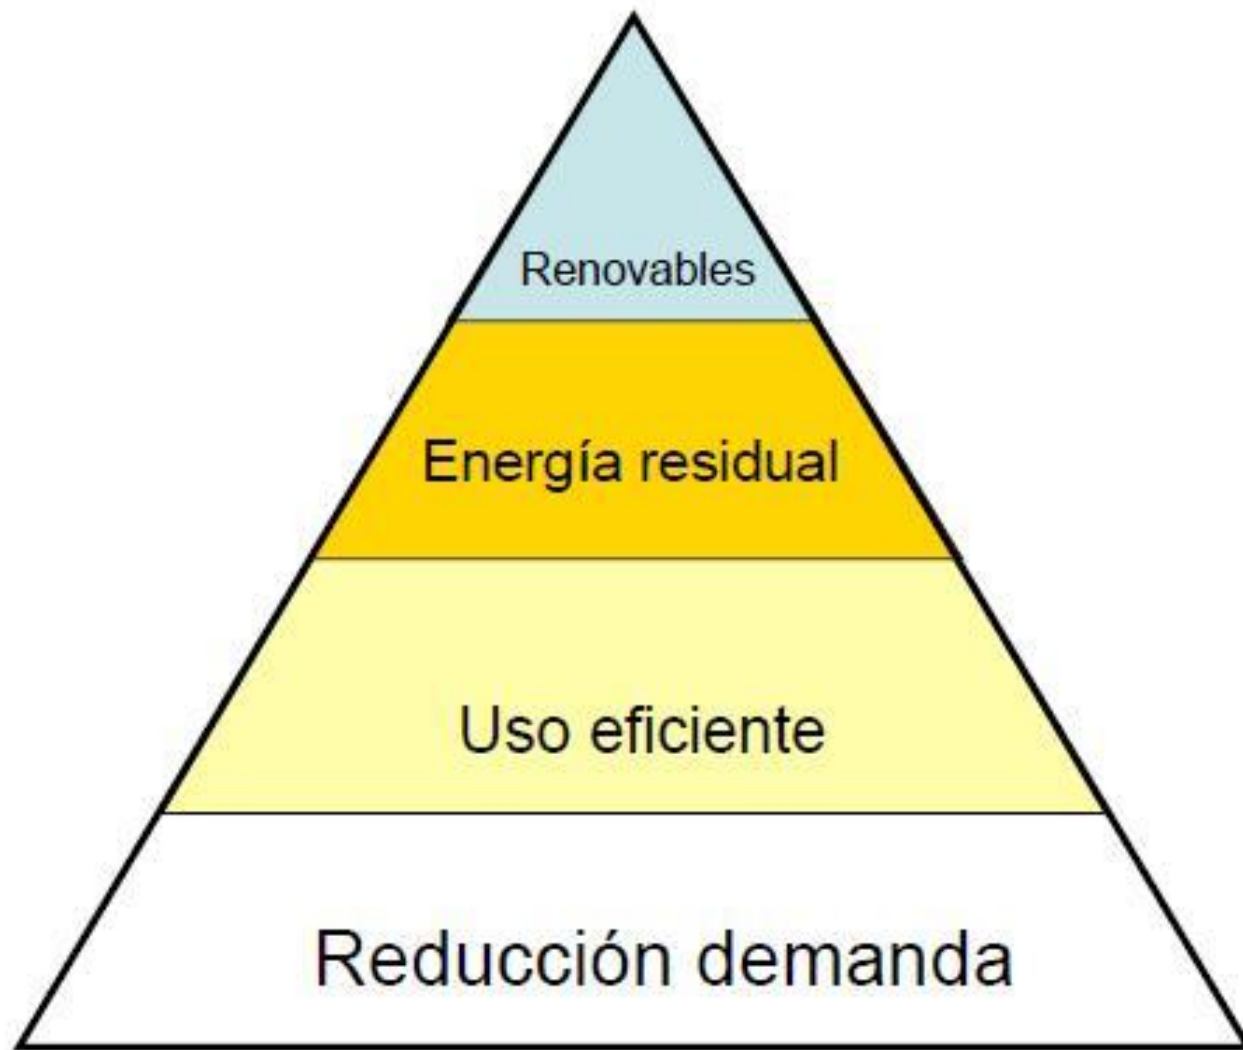 Renovables
Energía residual
Uso eficiente
Reducción demanda